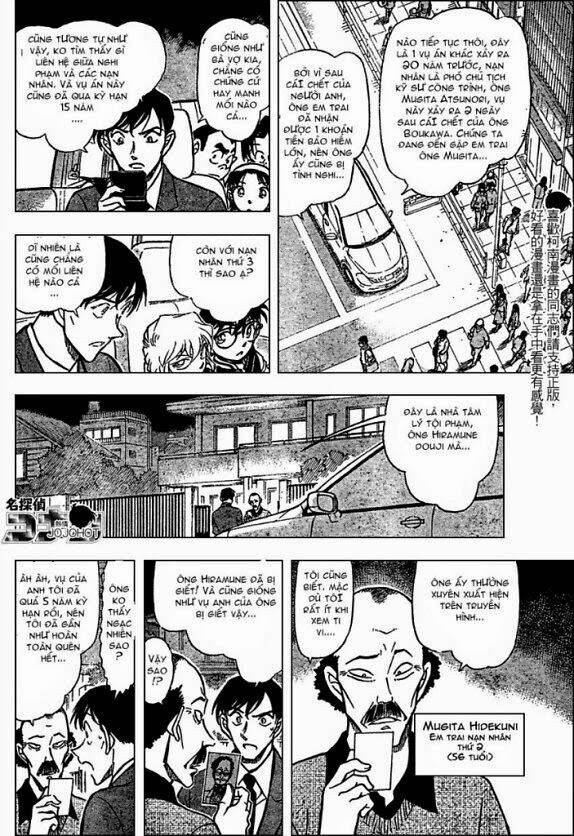 NÀO TIẾP TỤC THÔI, ĐÂY
LÀ 1 VỤ ÁN KHÁC XẢY RA
20 NĂM TRƯỚC, NẠN
NHÂN LÀ PHÓ CHỦ TỊCH
KỸ SƯ CÔNG TRÌNH, ÔNG
MUGITA ATSUNORI, VỤ
NÀY XẢY RA 2 NGÀY
SAU CÁI CHẾT CỦA ÔNG
BOUKAWA. CHÚNG TA
ĐANG ĐẾN GẶP EM TRAI
ÔNG MUGITA...
BỞI VÌ SAU
CÁI CHẾT CỦA
NGƯỜI ANH,
ÔNG EM TRAI
ĐÃ NHẬN
ĐƯỢC 1 KHOẢN
TIỀN BẢO HIỂM
LỚN, NÊN ÔNG
ẤY CŨNG BỊ
TÌNH NGHI...
CŨNG
GIỐNG NHƯ
BÀ VỢ KIA,
CHẲNG CÓ
CHỨNG CỨ
HAY MANH
MỐI NÀO
CẢ...
CŨNG TƯƠNG TỰ NHƯ
VẬY, KO TÌM THẤY GÌ
LIÊN HỆ GIỮA NGHI
PHẠM VÀ CÁC NẠN
NHÂN. VÀ VỤ ÁN NÀY
CŨNG ĐÃ QUA KỲ HẠN
15 NĂM
....
CÒN VỚI NẠN
NHÂN THỨ 3
THÌ SAO Ạ?
DĨ NHIÊN LÀ
CŨNG CHẲNG
CÓ MỐI LIÊN
HỆ NÀO CẢ
....
喜歡柯南漫畫的同志們請支持正版，
好看的漫畫還是拿在手中看更有感覺！
ĐÂY LÀ NHÀ TÂM
LÝ TỘI PHẠM,
ÔNG HIRAMUNE
DOUJI MÀ...
名探偵
コナン
熱情
JOJOHOT
ÔNG ẤY THƯỜNG
XUYÊN XUẤT HIỆN
TRÊN TRUYỀN
HÌNH...
TÔI CŨNG
BIẾT. MẶC
DÙ TÔI
RẤT ÍT KHI
XEM TI
VI....
MUGITA HIDEKUNI
EM TRAI NẠN NHÂN
THỨ 2
(56 TUỔI)
ÔNG HIRAMUNE ĐÃ BỊ
GIẾT! VÀ CŨNG GIỐNG
NHƯ VỤ ANH CỦA ÔNG
BỊ GIẾT VẬY...
VẬY
SAO
!?
ÔNG KO
THẤY
NGẠC
NHIÊN
SAO?
ÀH ÀH, VỤ CỦA
ANH TÔI ĐÃ
QUÁ 5 NĂM KỲ
HẠN RỒI, NÊN
TÔI ĐÃ GẦN
NHƯ HOÀN
TOÀN QUÊN
HẾT...